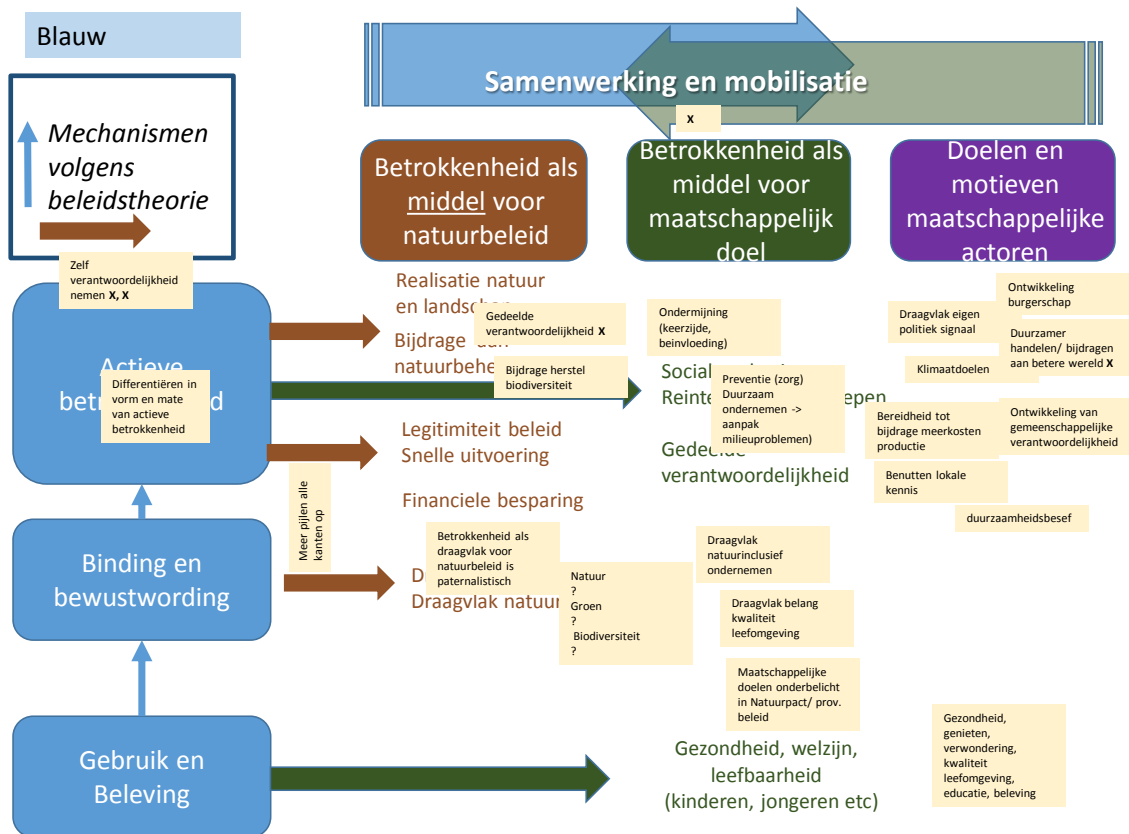 Blauw
Samenwerking en mobilisatie
X
Mechanismen
volgens
beleidstheorie
Betrokkenheid als
middel voor
natuurbeleid
Betrokkenheid als
middel voor
maatschappelijk
doel
Doelen en
motieven
maatschappelijke
actoren
Zelf
verantwoordelijkheid
nemen X, X
Actieve
Differentiëren in
vorm en mate
van actieve
betrokkenheid
Realisatie natuur
en landschap
Gedeelde
verantwoordelijkheid X
Bijdrage aan
Bijdrage herstel
biodiversiteit
Legitimiteit beleid
Snelle uitvoering
Financiele besparing
Meer pijlen alle
kanten op
Betrokkenheid als
draagvlak voor
natuurbeleid is
paternalistisch
Draagvlak natuur
Natuur
?
Groen
?
Biodiversiteit
?
Ondermijning
(keerzijde,
beinvloeding)
Preventie (zorg)
Duurzaam
ondernemen ->
aanpak
milieuproblemen)
Gedeelde
verantwoordelijkheid
Draagvlak
natuurinclusief
ondernemen
Draagvlak belang
kwaliteit
leefomgeving
Maatschappelijke
doelen onderbelicht
in Natuurpact/ prov.
beleid
Gezondheid, welzijn,
leefbaarheid
(kinderen, jongeren etc)
Ontwikkeling
burgerschap
Draagvlak eigen
politiek signaal
Duurzamer
handelen/ bijdragen
aan betere wereld X
Klimaatdoelen
Bereidheid tot
bijdrage meerkosten
productie
Ontwikkeling van
gemeenschappelijke
verantwoordelijkheid
Benutten lokale
kennis
duurzaamheidsbesef
Gezondheid,
genieten,
verwondering,
kwaliteit
leefomgeving,
educatie, beleving
Binding en
bewustwording
Gebruik en
Beleving